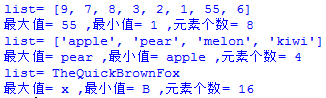 list= [9, 7, 8, 3, 2, 1, 55, 6]
最大值= 55 ,最小值= 1 ,元素个数= 8
list= ['apple', 'pear', 'melon', 'kiwi']
最大值= pear ,最小值= apple ,元素个数= 4
list= TheQuickBrownFox
最大值= x ,最小值= B ,元素个数= 16